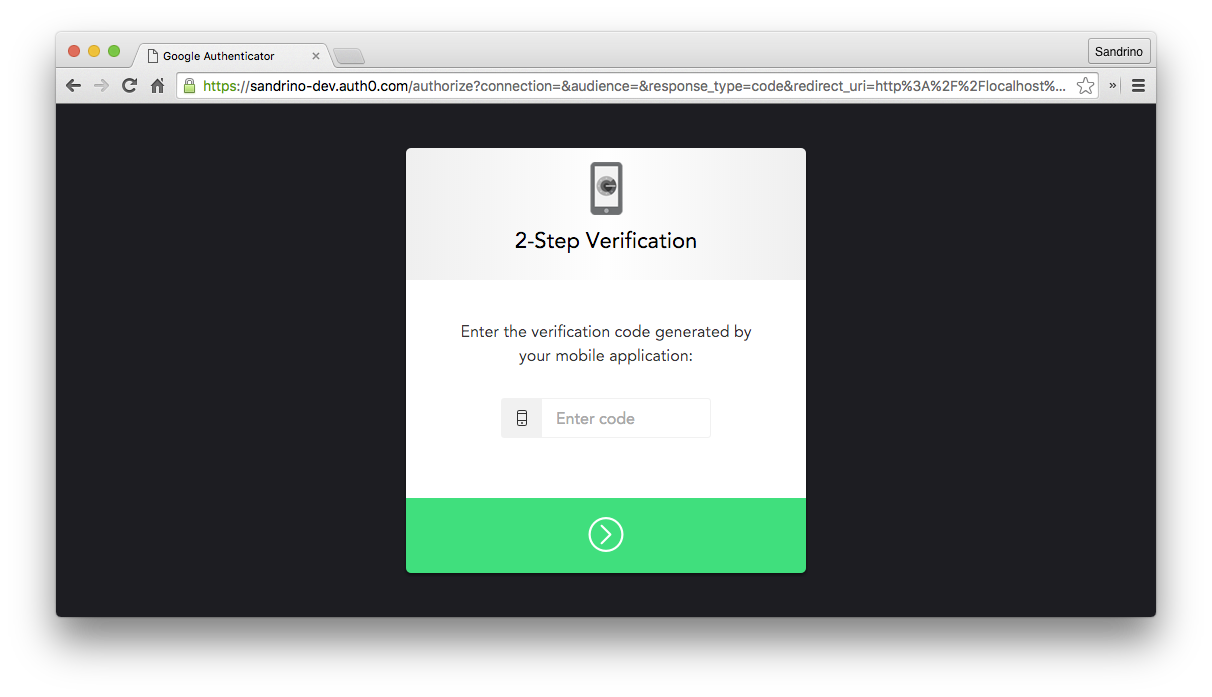 Google Authenticator
Sandrino
https://sandrino-dev.auth0.com/authorize?connection=&audience=&response_type=code&redirect_uri=http%3A%2F%2Flocalhost%...
2-Step Verification
Enter the verification code generated by
your mobile application:
Enter code